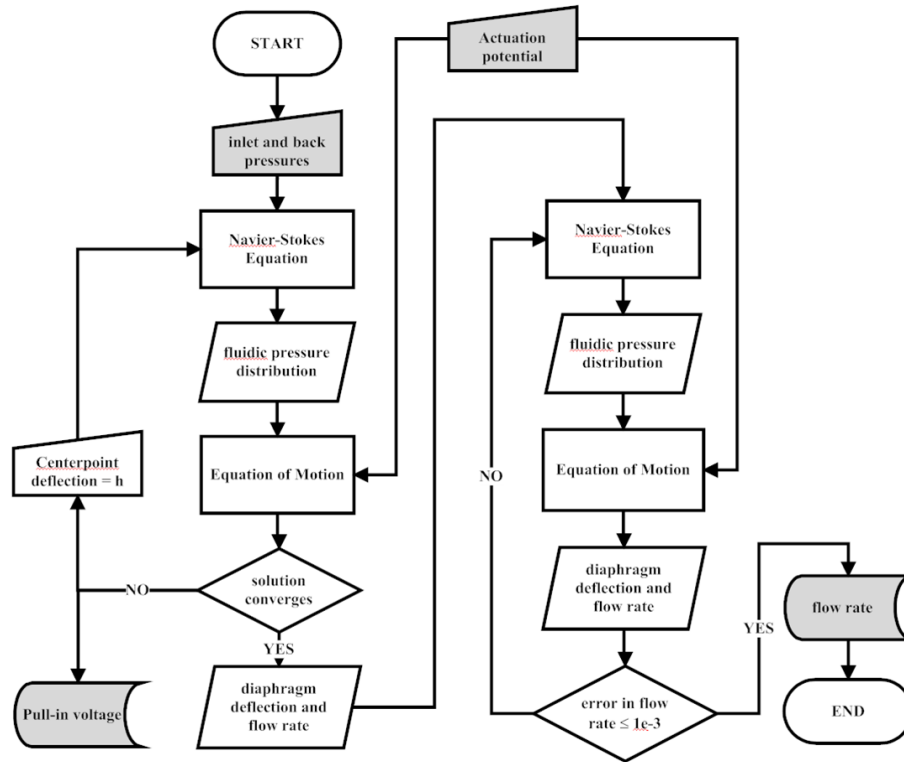 START
Actuation
potential
inlet and back
pressures
Navier-Stokes
Equation
fluidic pressure
distribution
Equation of Motion
Centerpoint
deflection = h
solution
converges
NO
YES
Pull-in voltage
diaphragm
deflection and
flow rate
Navier-Stokes
Equation
fluidic pressure
distribution
Equation of Motion
NO
diaphragm
deflection and
flow rate
error in flow
rate ≤ 1e-3
YES
flow rate
END